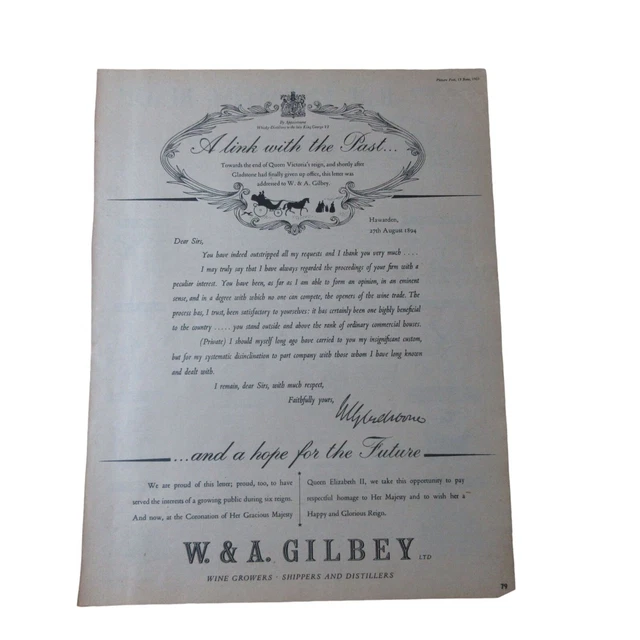 By Appointment
Whisky Distillers to the late King George VI
A link with the Past...
Towards the end of Queen Victoria's reign, and shortly after
Gladstone had finally given up office, this letter was
addressed to W. & A. Gilbey.
Hawarden,
27th August 1894
Dear Sirs,
You have indeed outstripped all my requests and I thank you very much ....
I may truly say that I have always regarded the proceedings of your firm with a
peculiar interest. You have been, as far as I am able to form an opinion, in an eminent
sense, and in a degree with which no one can compete, the openers of the wine trade. The
process has, I trust, been satisfactory to yourselves: it has certainly been one highly beneficial
to the country ..... you stand outside and above the rank of ordinary commercial houses.
(Private) I should myself long ago have carried to you my insignificant custom,
but for my systematic disinclination to part company with those whom I have long known
and dealt with.
I remain, dear Sirs, with much respect,
Faithfully yours,
WGladstone
...and a hope for the Future
We are proud of this letter; proud, too, to have
served the interests of a growing public during six reigns.
And now, at the Coronation of Her Gracious Majesty
Queen Elizabeth II, we take this opportunity to pay
respectful homage to Her Majesty and to wish her a
Happy and Glorious Reign.
W. & A. GILBEY LTD
WINE GROWERS · SHIPPERS AND DISTILLERS
79